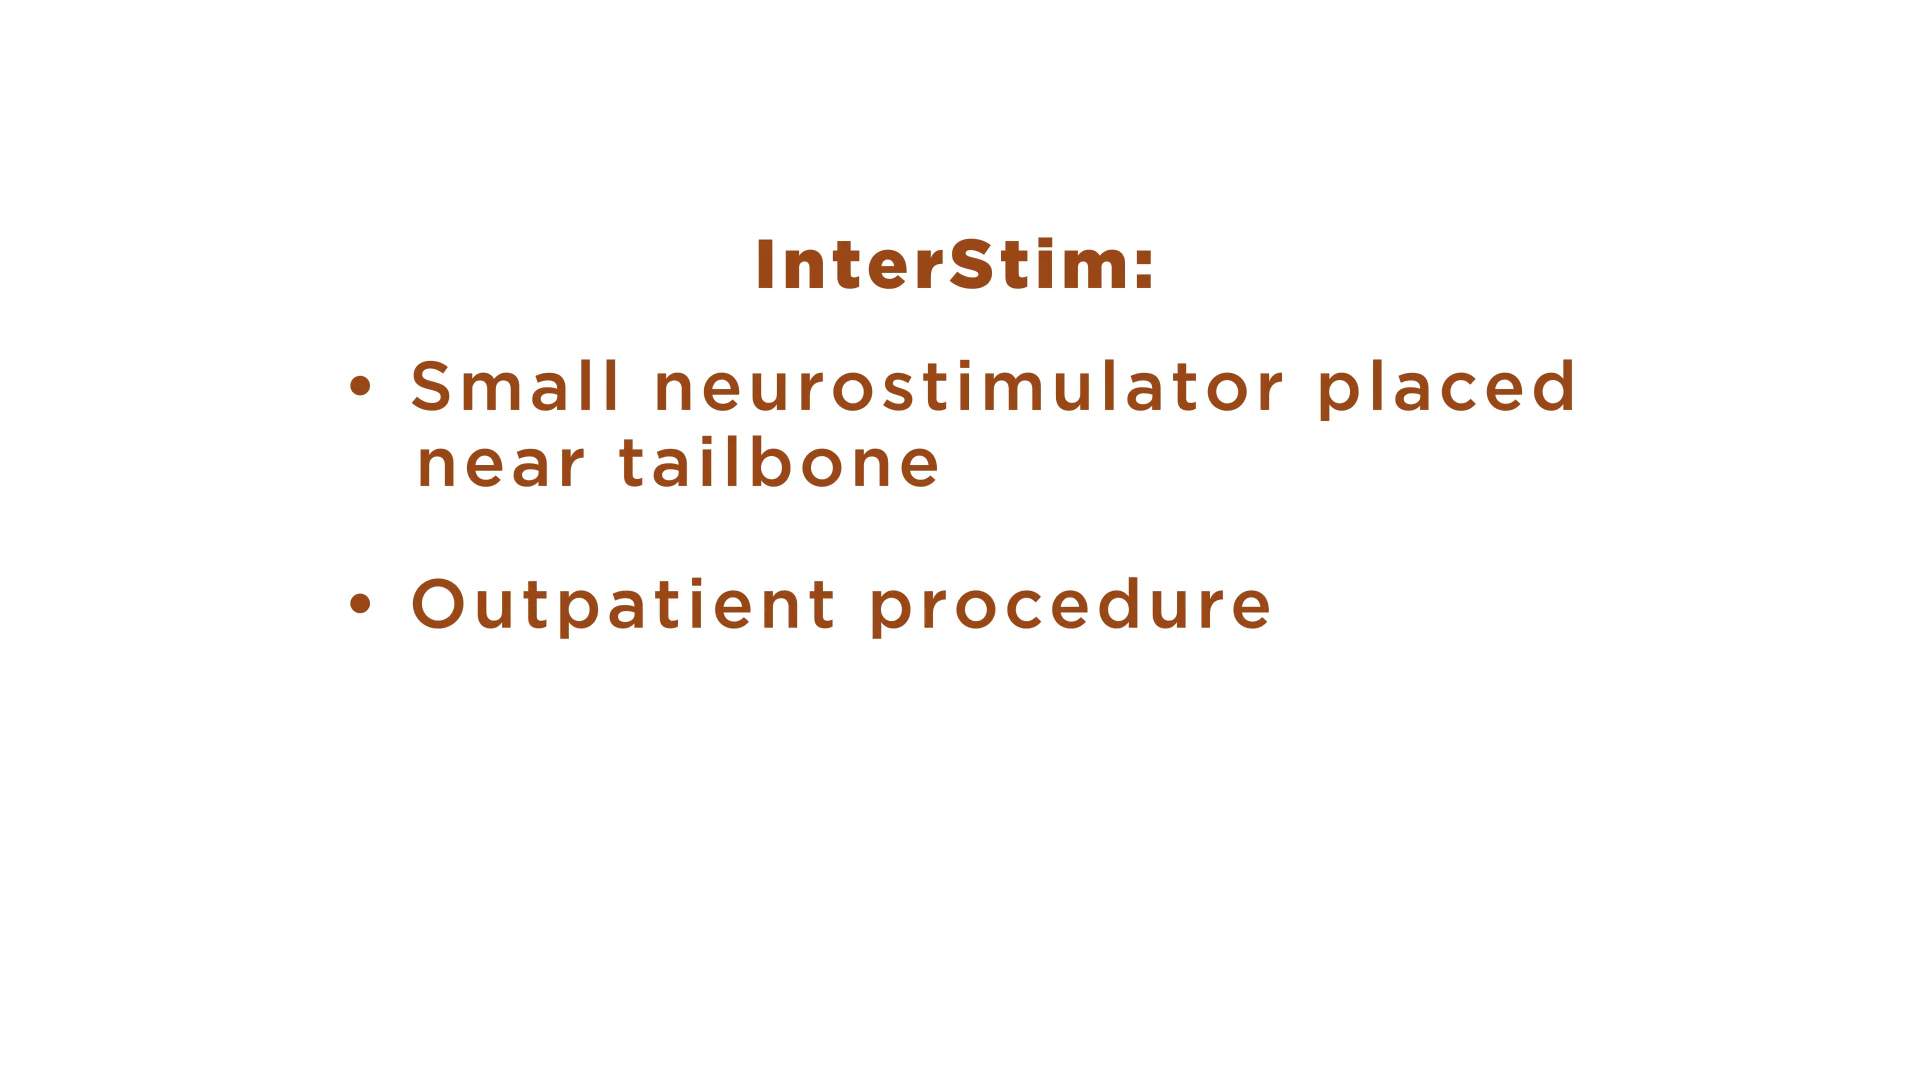 InterStim:
• Small neurostimulator placed
near tailbone
• Outpatient procedure